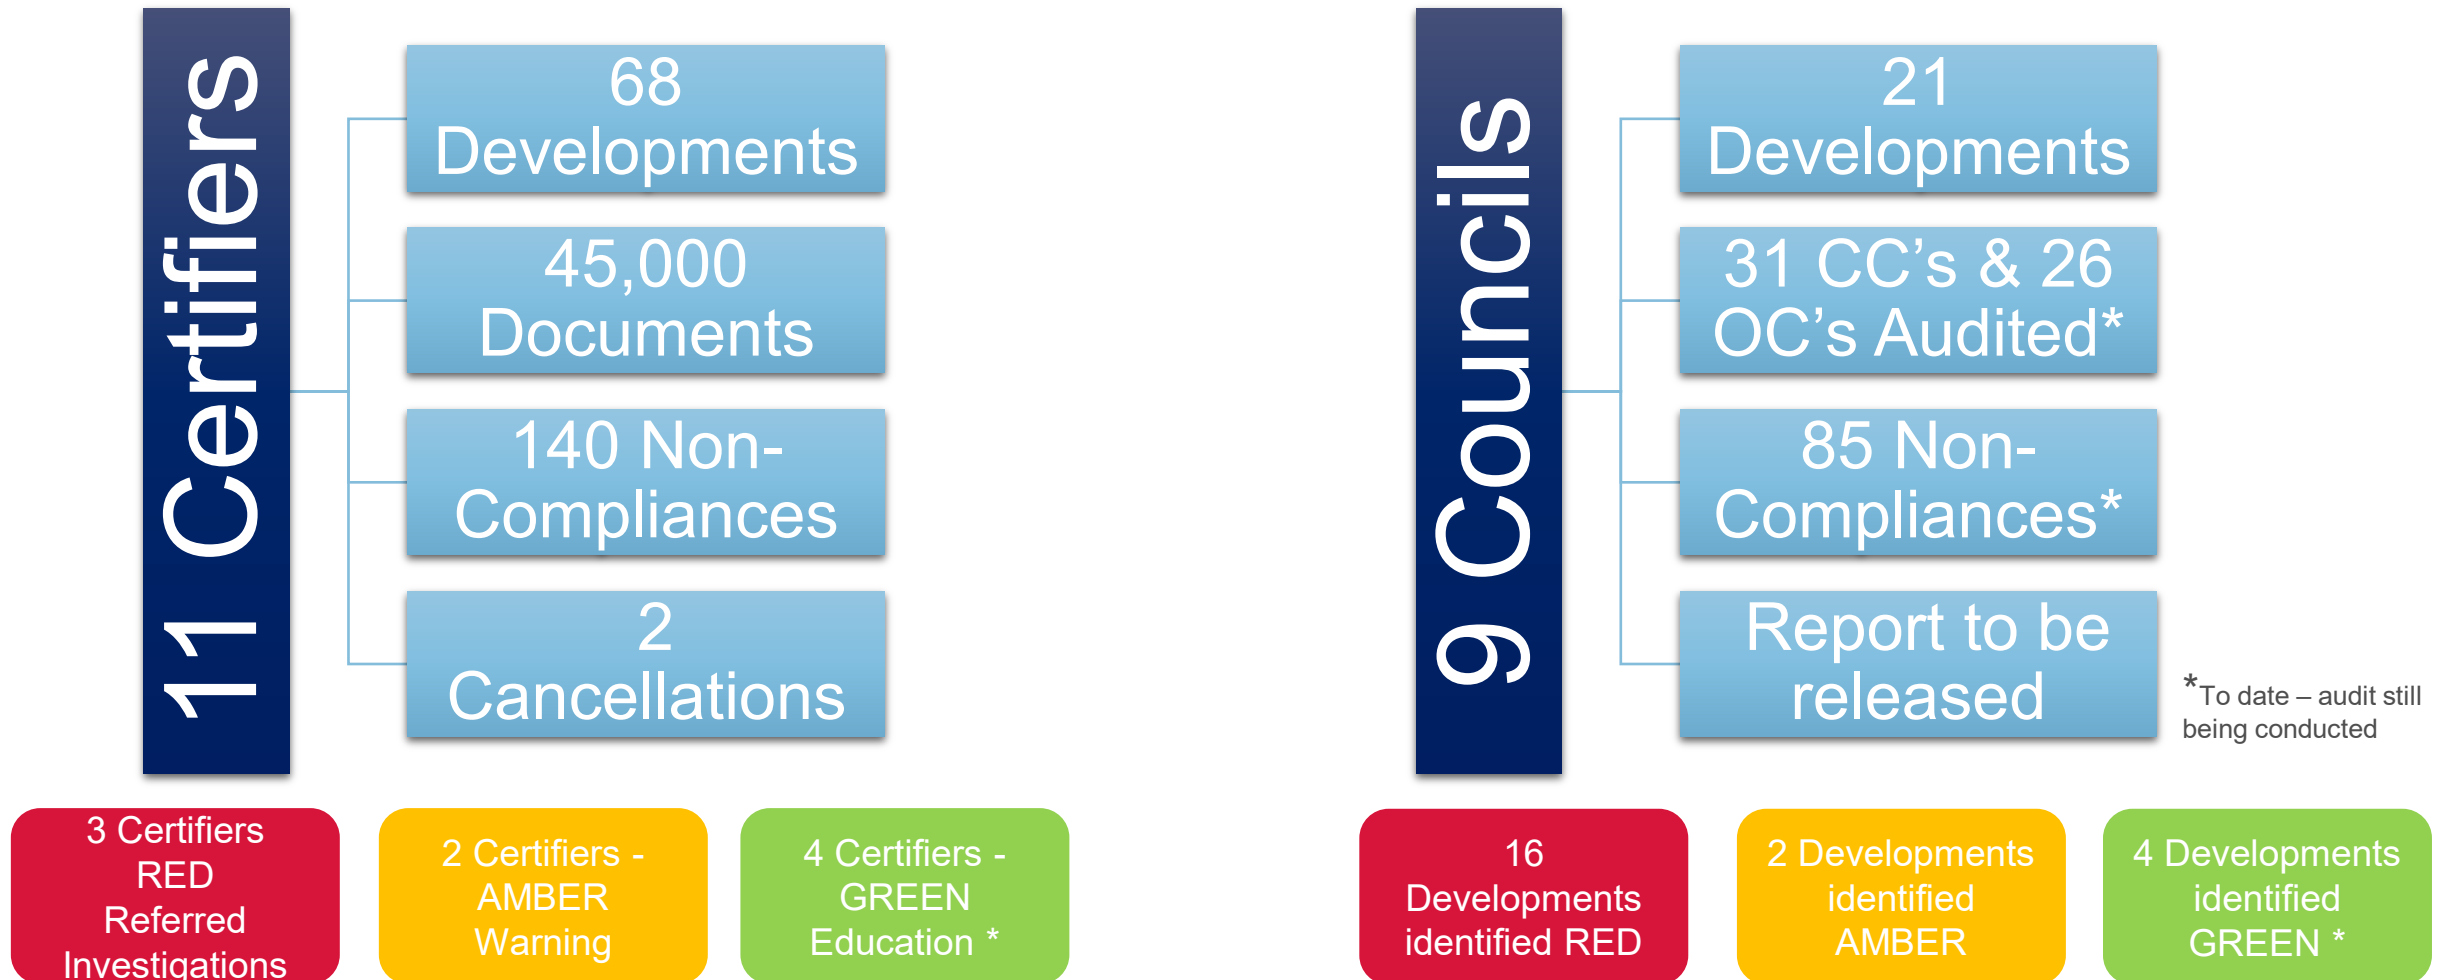 11 Certifiers
68
Developments
45,000
Documents
140 Non-
Compliances
2
Cancellations
3 Certifiers
RED
Referred
Investigations
2 Certifiers -
AMBER
Warning
4 Certifiers -
GREEN
Education *
9 Councils
21
Developments
31 CC’s & 26
OC’s Audited*
85 Non-
Compliances*
Report to be
released
*To date – audit still
being conducted
16
Developments
identified RED
2 Developments
identified
AMBER
4 Developments
identified
GREEN *